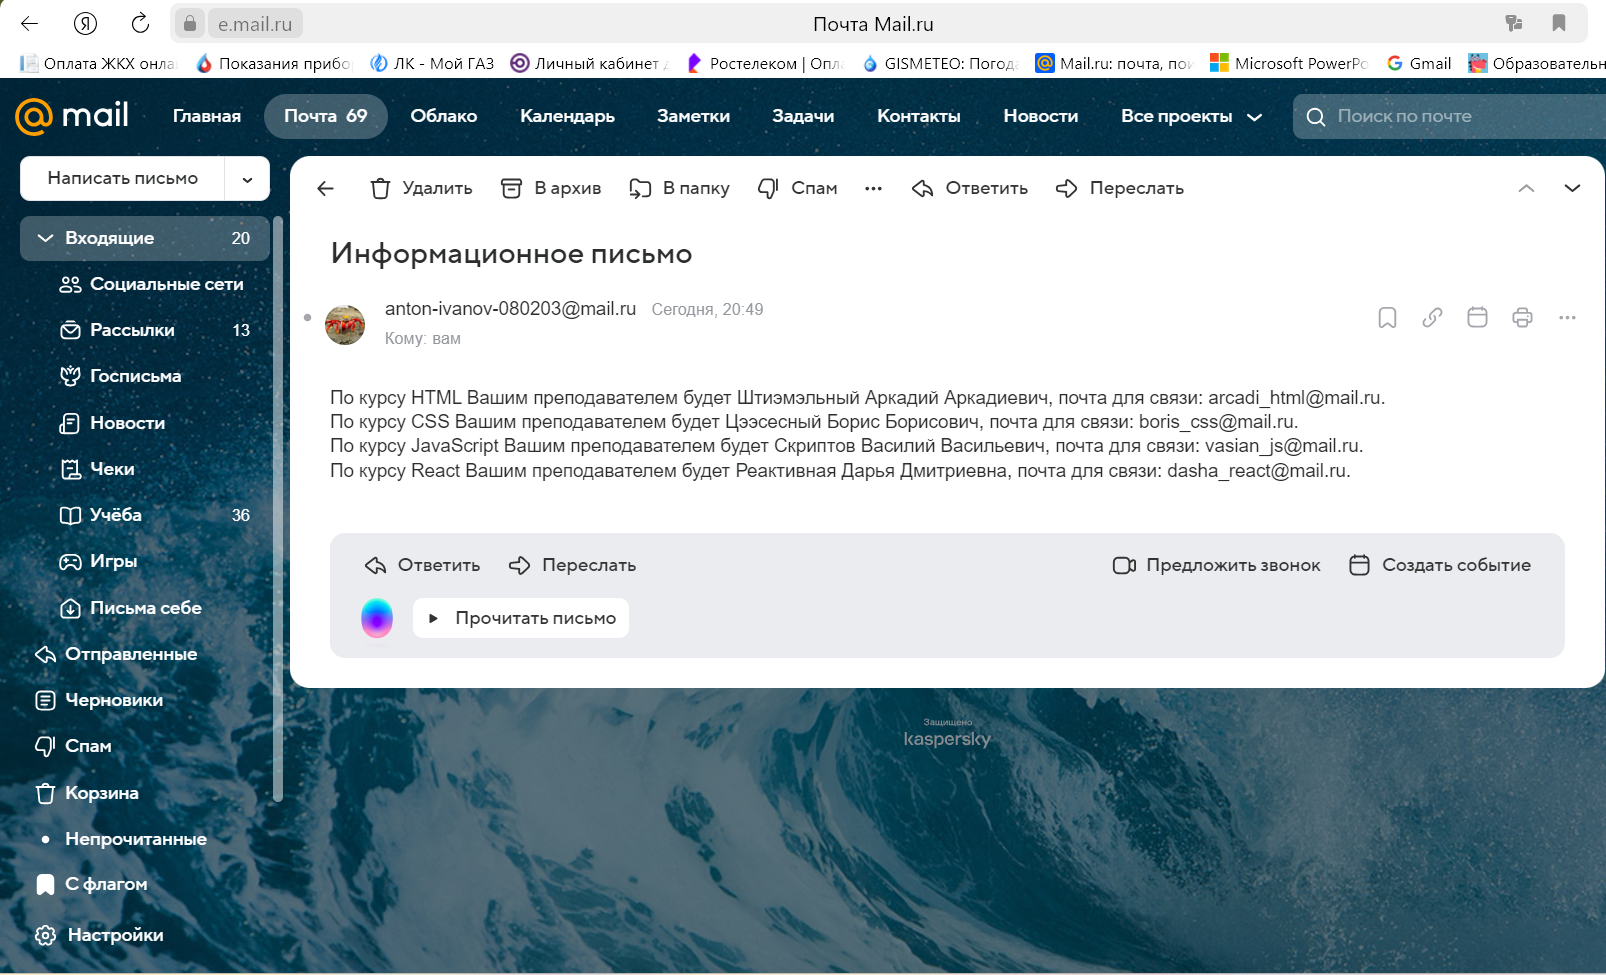 Я e.mail.ru Почта Mail.ru
Оплата ЖКХ онла Показания прибо ЛК - Мой ГАЗ Личный кабинет Ростелеком | Опл GISMETEO: Погода Mail.ru: почта, пои Microsoft PowerPo Gmail Образовательн
mail Главная Почта 69 Облако Календарь Заметки Задачи Контакты Новости Все проекты Поиск по почте
Написать письмо
Входящие 20
Социальные сети
Рассылки 13
Госписьма
Новости
Чеки
Учёба 36
Игры
Письма себе
Отправленные
Черновики
Спам
Корзина
Непрочитанные
С флагом
Настройки
Удалить В архив В папку Спам Ответить Переслать
Информационное письмо
anton-ivanov-080203@mail.ru Сегодня, 20:49
Кому: вам
По курсу HTML Вашим преподавателем будет Штиэмэльный Аркадий Аркадиевич, почта для связи: arcadi_html@mail.ru.
По курсу CSS Вашим преподавателем будет Цээсесный Борис Борисович, почта для связи: boris_css@mail.ru.
По курсу JavaScript Вашим преподавателем будет Скриптов Василий Васильевич, почта для связи: vasian_js@mail.ru.
По курсу React Вашим преподавателем будет Реактивная Дарья Дмитриевна, почта для связи: dasha_react@mail.ru.
Ответить Переслать Предложить звонок Создать событие
Прочитать письмо
Защищено
kaspersky